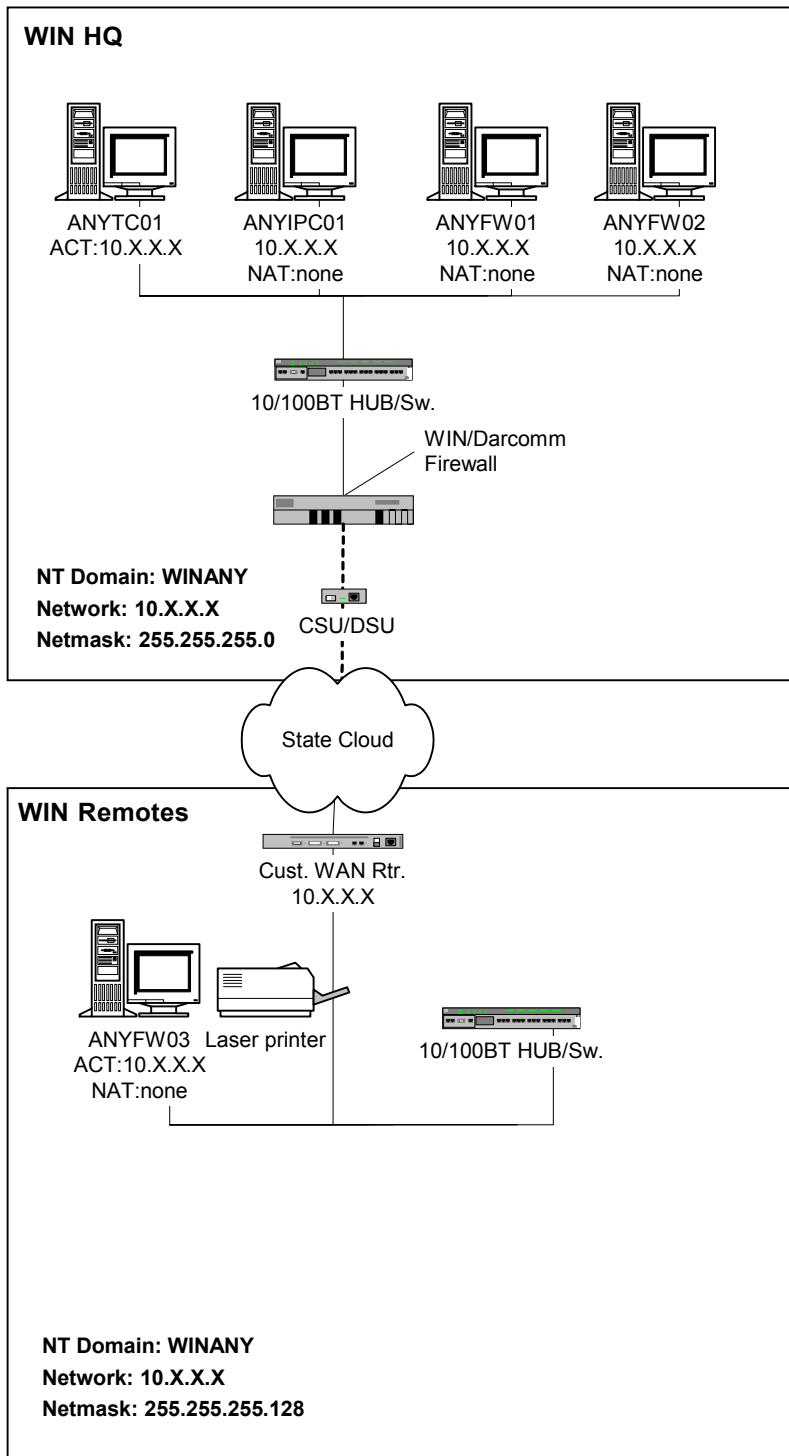 WIN HQ
ANYTC01
ACT:10.X.X.X
ANYIPC01
10.X.X.X
NAT:none
ANYFW01
10.X.X.X
NAT:none
ANYFW02
10.X.X.X
NAT:none
10/100BT HUB/Sw.
WIN/Darcomm
Firewall
NT Domain: WINANY
Network: 10.X.X.X
Netmask: 255.255.255.0
CSU/DSU
State Cloud
WIN Remotes
Cust. WAN Rtr.
10.X.X.X
ANYFW03
ACT:10.X.X.X
NAT:none
Laser printer
10/100BT HUB/Sw.
NT Domain: WINANY
Network: 10.X.X.X
Netmask: 255.255.255.128